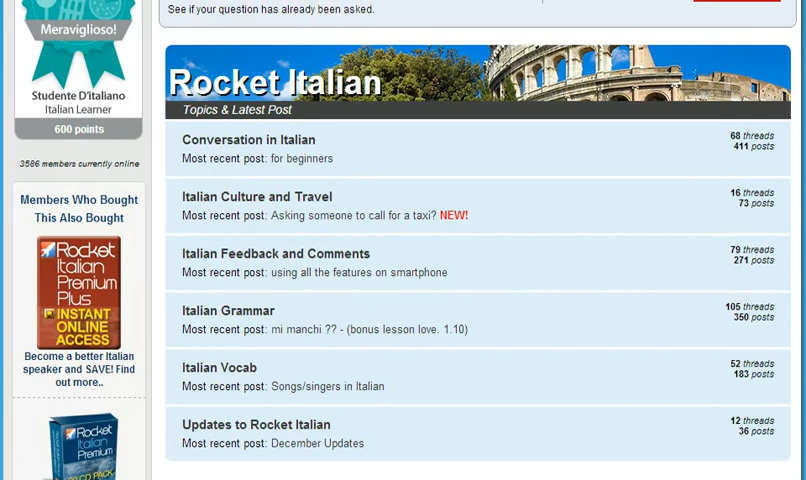 See if your question has already been asked.
Meraviglioso!
Studente D'italiano
Italian Learner
600 points
3586 members currently online
Members Who Bought
This Also Bought
Rocket
Italian
Premium
Plus
INSTANT
ONLINE
ACCESS
Become a better Italian
speaker and SAVE! Find
out more..
Rocket
Italian
Premium
CD PACK
Rocket Italian
Topics & Latest Post
Conversation in Italian
68 threads
Most recent post: for beginners
411 posts
Italian Culture and Travel
16 threads
Most recent post: Asking someone to call for a taxi? NEW!
73 posts
Italian Feedback and Comments
79 threads
Most recent post: using all the features on smartphone
271 posts
Italian Grammar
105 threads
Most recent post: mi manchi ?? - (bonus lesson love. 1.10)
350 posts
Italian Vocab
52 threads
Most recent post: Songs/singers in Italian
183 posts
Updates to Rocket Italian
12 threads
Most recent post: December Updates
36 posts